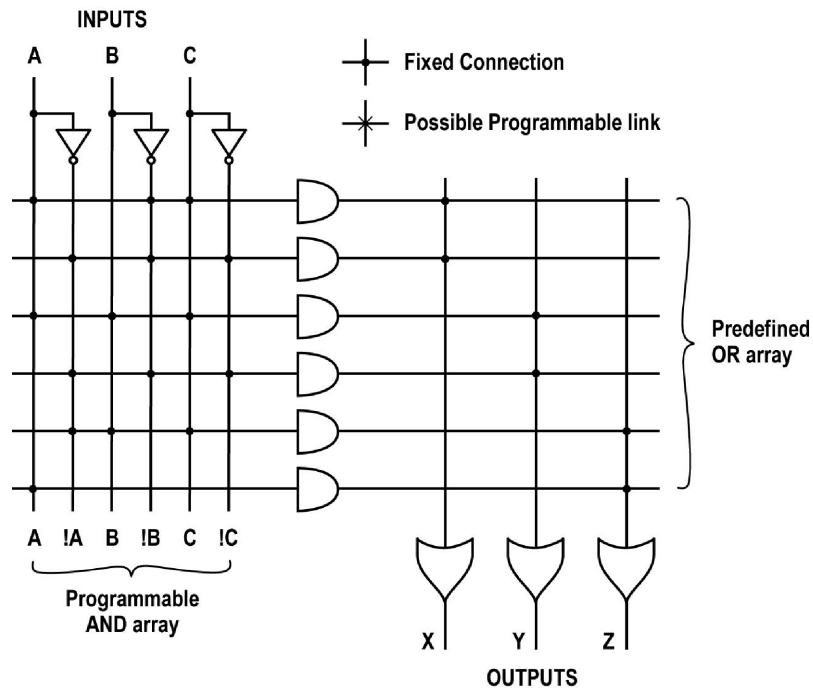 INPUTS
A B C
Fixed Connection
Possible Programmable link
Predefined
OR array
A !A B !B C !C
Programmable
AND array
X Y Z
OUTPUTS